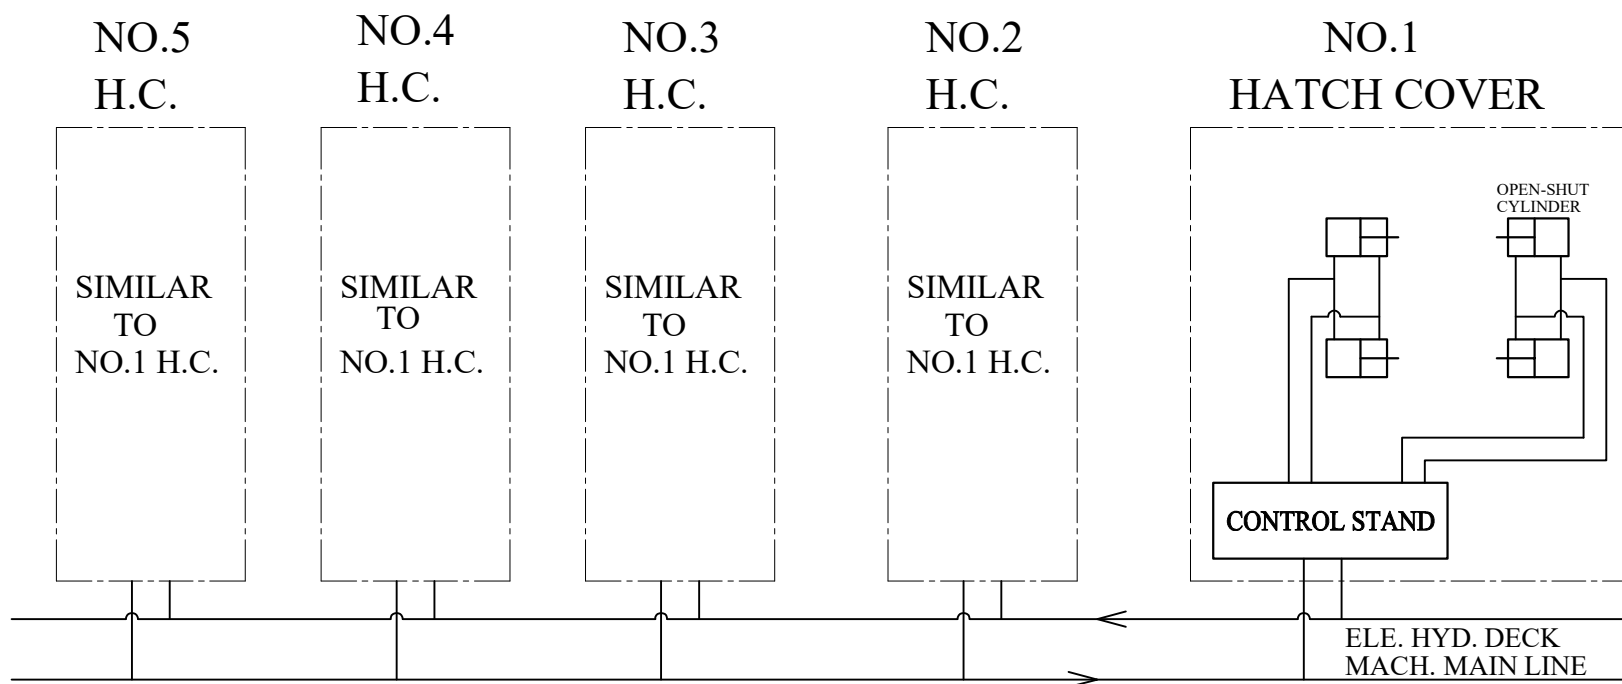 NO.5
H.C.
NO.4
H.C.
NO.3
H.C.
NO.2
H.C.
NO.1
HATCH COVER
SIMILAR
TO
NO.1 H.C.
SIMILAR
TO
NO.1 H.C.
SIMILAR
TO
NO.1 H.C.
SIMILAR
TO
NO.1 H.C.
OPEN-SHUT
CYLINDER
CONTROL STAND
ELE. HYD. DECK
MACH. MAIN LINE